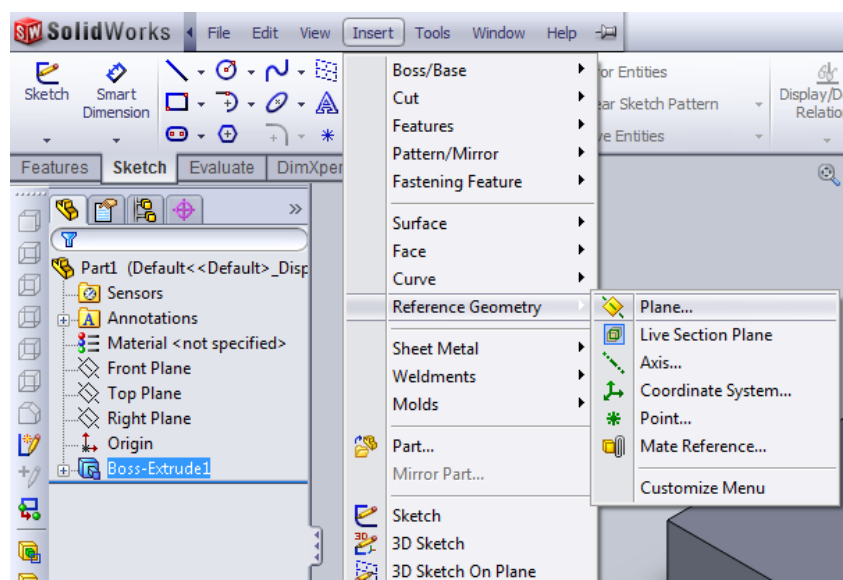 SolidWorks File Edit View Insert Tools Window Help
Sketch
Smart Dimension
for Entities
ear Sketch Pattern
ve Entities
Display/D
Relatio
Features Sketch Evaluate DimXper
Part1 (Default<<Default>_Disp
Sensors
Annotations
Material <not specified>
Front Plane
Top Plane
Right Plane
Origin
Boss-Extrude1
Boss/Base
Cut
Features
Pattern/Mirror
Fastening Feature
Surface
Face
Curve
Reference Geometry
Sheet Metal
Weldments
Molds
Part...
Mirror Part...
Sketch
3D Sketch
3D Sketch On Plane
Plane...
Live Section Plane
Axis...
Coordinate System...
Point...
Mate Reference...
Customize Menu